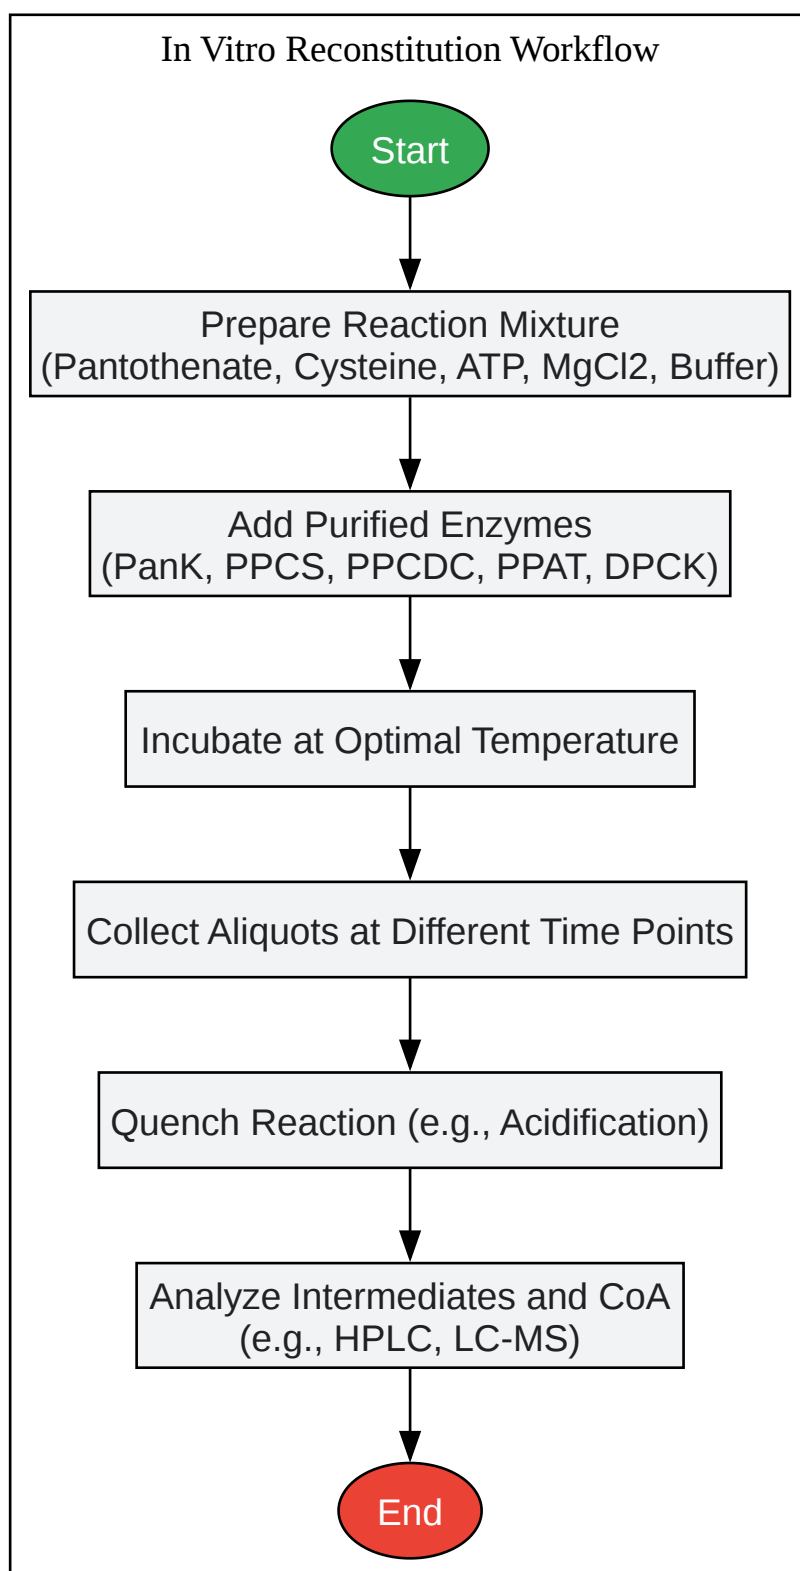 In Vitro Reconstitution Workflow
Start
Prepare Reaction Mixture
(Pantothenate, Cysteine, ATP, MgCl2, Buffer)
Add Purified Enzymes
(PanK, PPCS, PPCDC, PPAT, DPCK)
Incubate at Optimal Temperature
Collect Aliquots at Different Time Points
Quench Reaction (e.g., Acidification)
Analyze Intermediates and CoA
(e.g., HPLC, LC-MS)
End